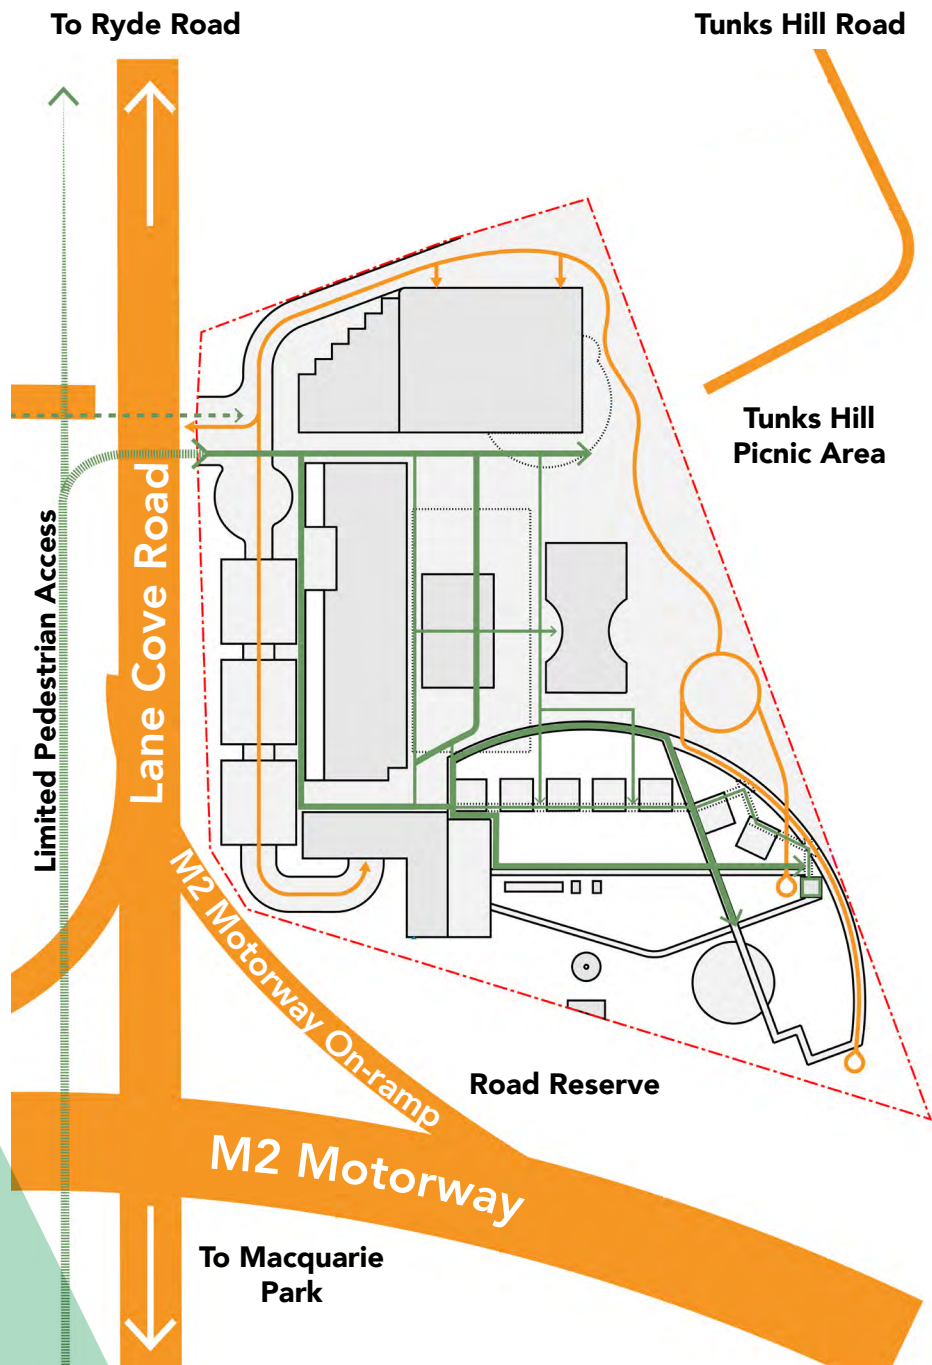 To Ryde Road
Tunks Hill Road
Tunks Hill
Picnic Area
Lane Cove Road
Limited Pedestrian Access
M2 Motorway On-ramp
Road Reserve
M2 Motorway
To Macquarie
Park